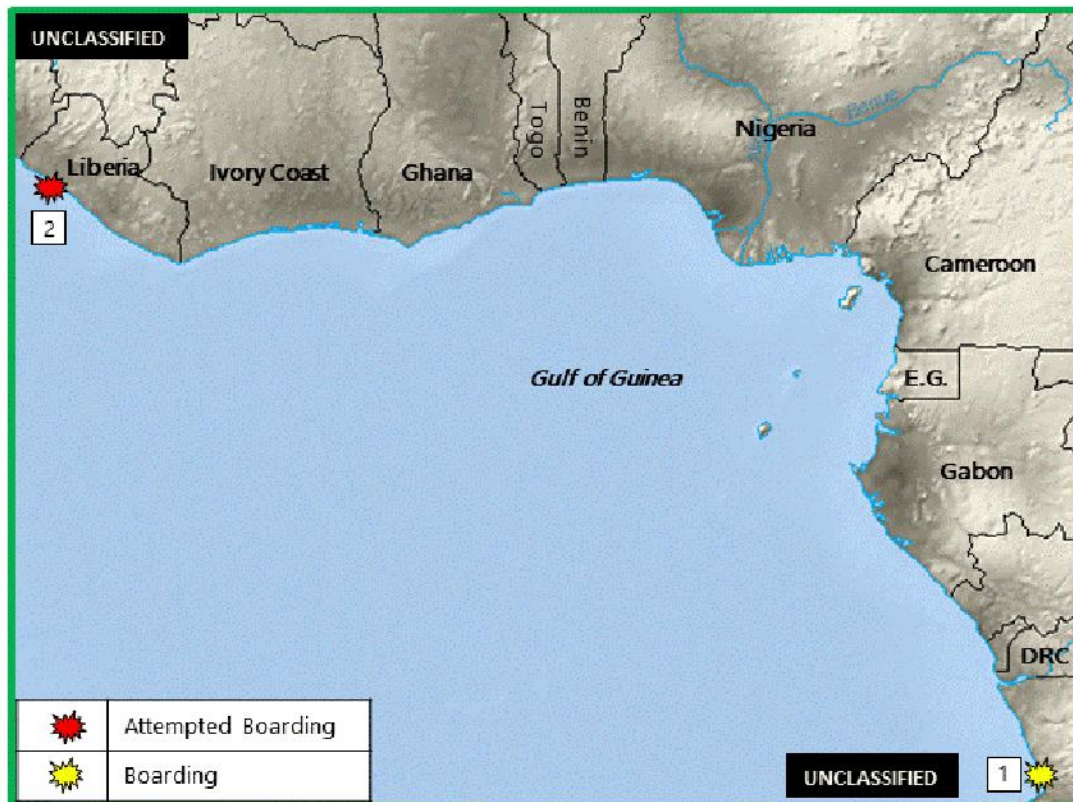 UNCLASSIFIED
Togo
Benin
Benue
Nigeria
Liberia
Ivory Coast
Ghana
2
Cameroon
Gulf of Guinea
E.G.
Gabon
DRC
Attempted Boarding
Boarding
UNCLASSIFIED
1